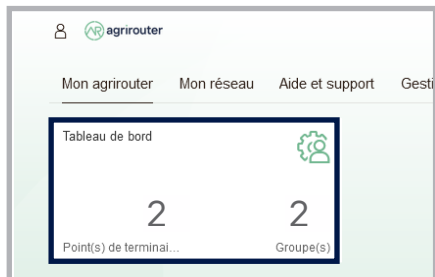 agrirouter
Mon agrirouter Mon réseau Aide et support Gesti
Tableau de bord
2 2
Point(s) de terminai... Groupe(s)